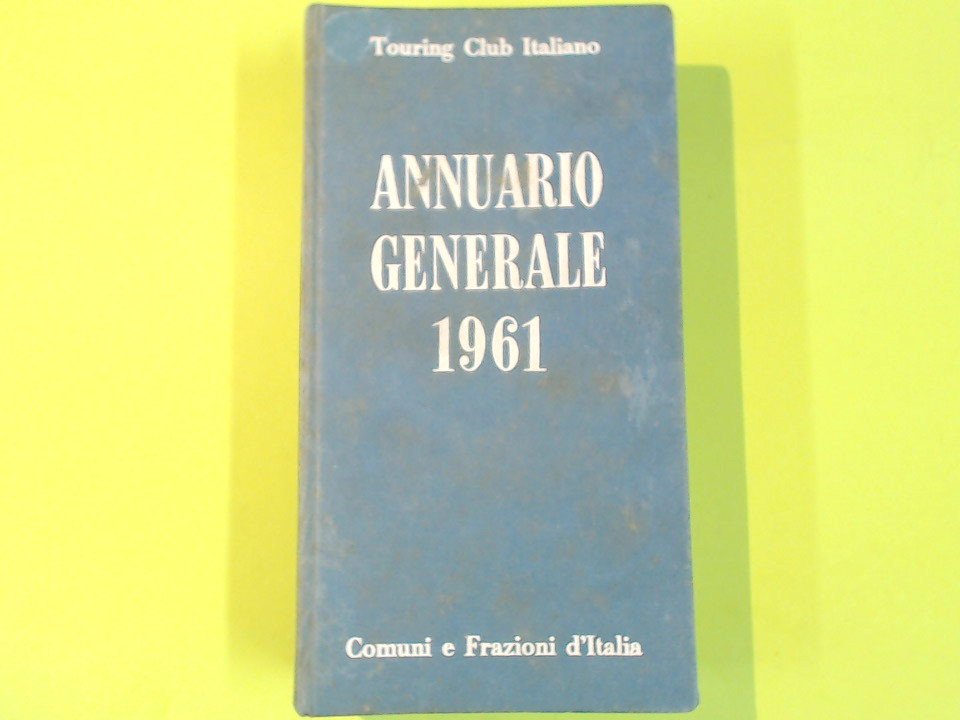 Touring Club Italiano
ANNUARIO
GENERALE
1961
Comuni e Frazioni d'Italia